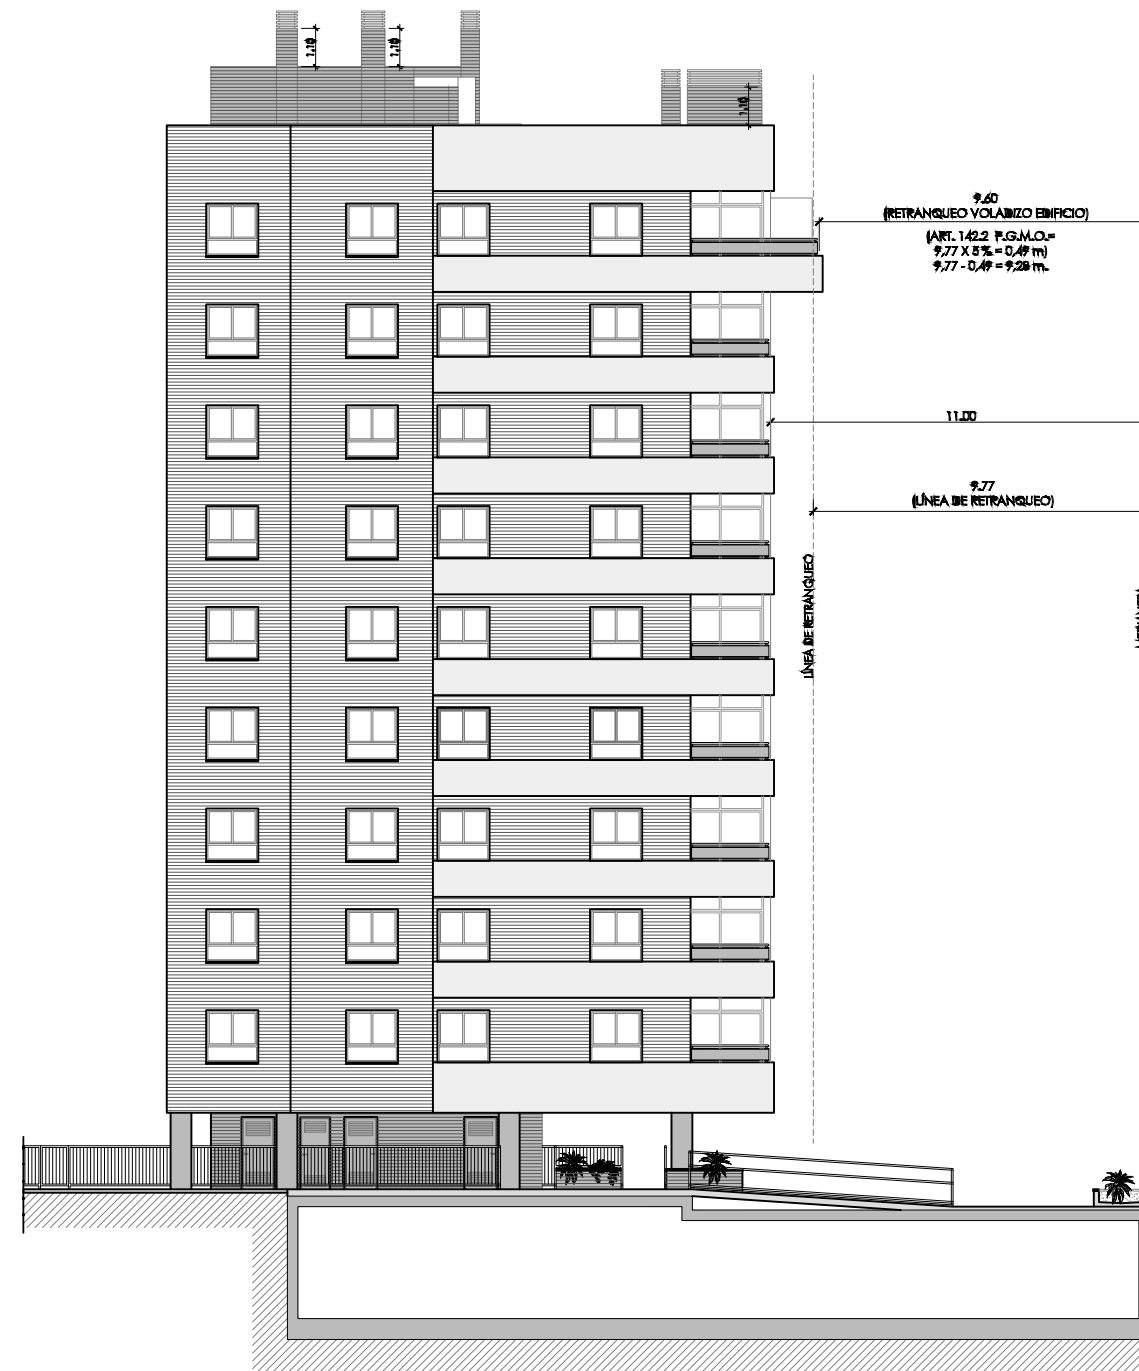 1,10
1,10
1,10
9.60
(RETRANQUEO VOLADIZO EDIFICIO)
(ART. 142.2 P.G.M.O.=
9,77 X 5 % = 0,49 m)
9,77 - 0,49 = 9,28 m.
11.00
9.77
(LÍNEA DE RETRANQUEO)
LÍNEA DE RETRANQUEO